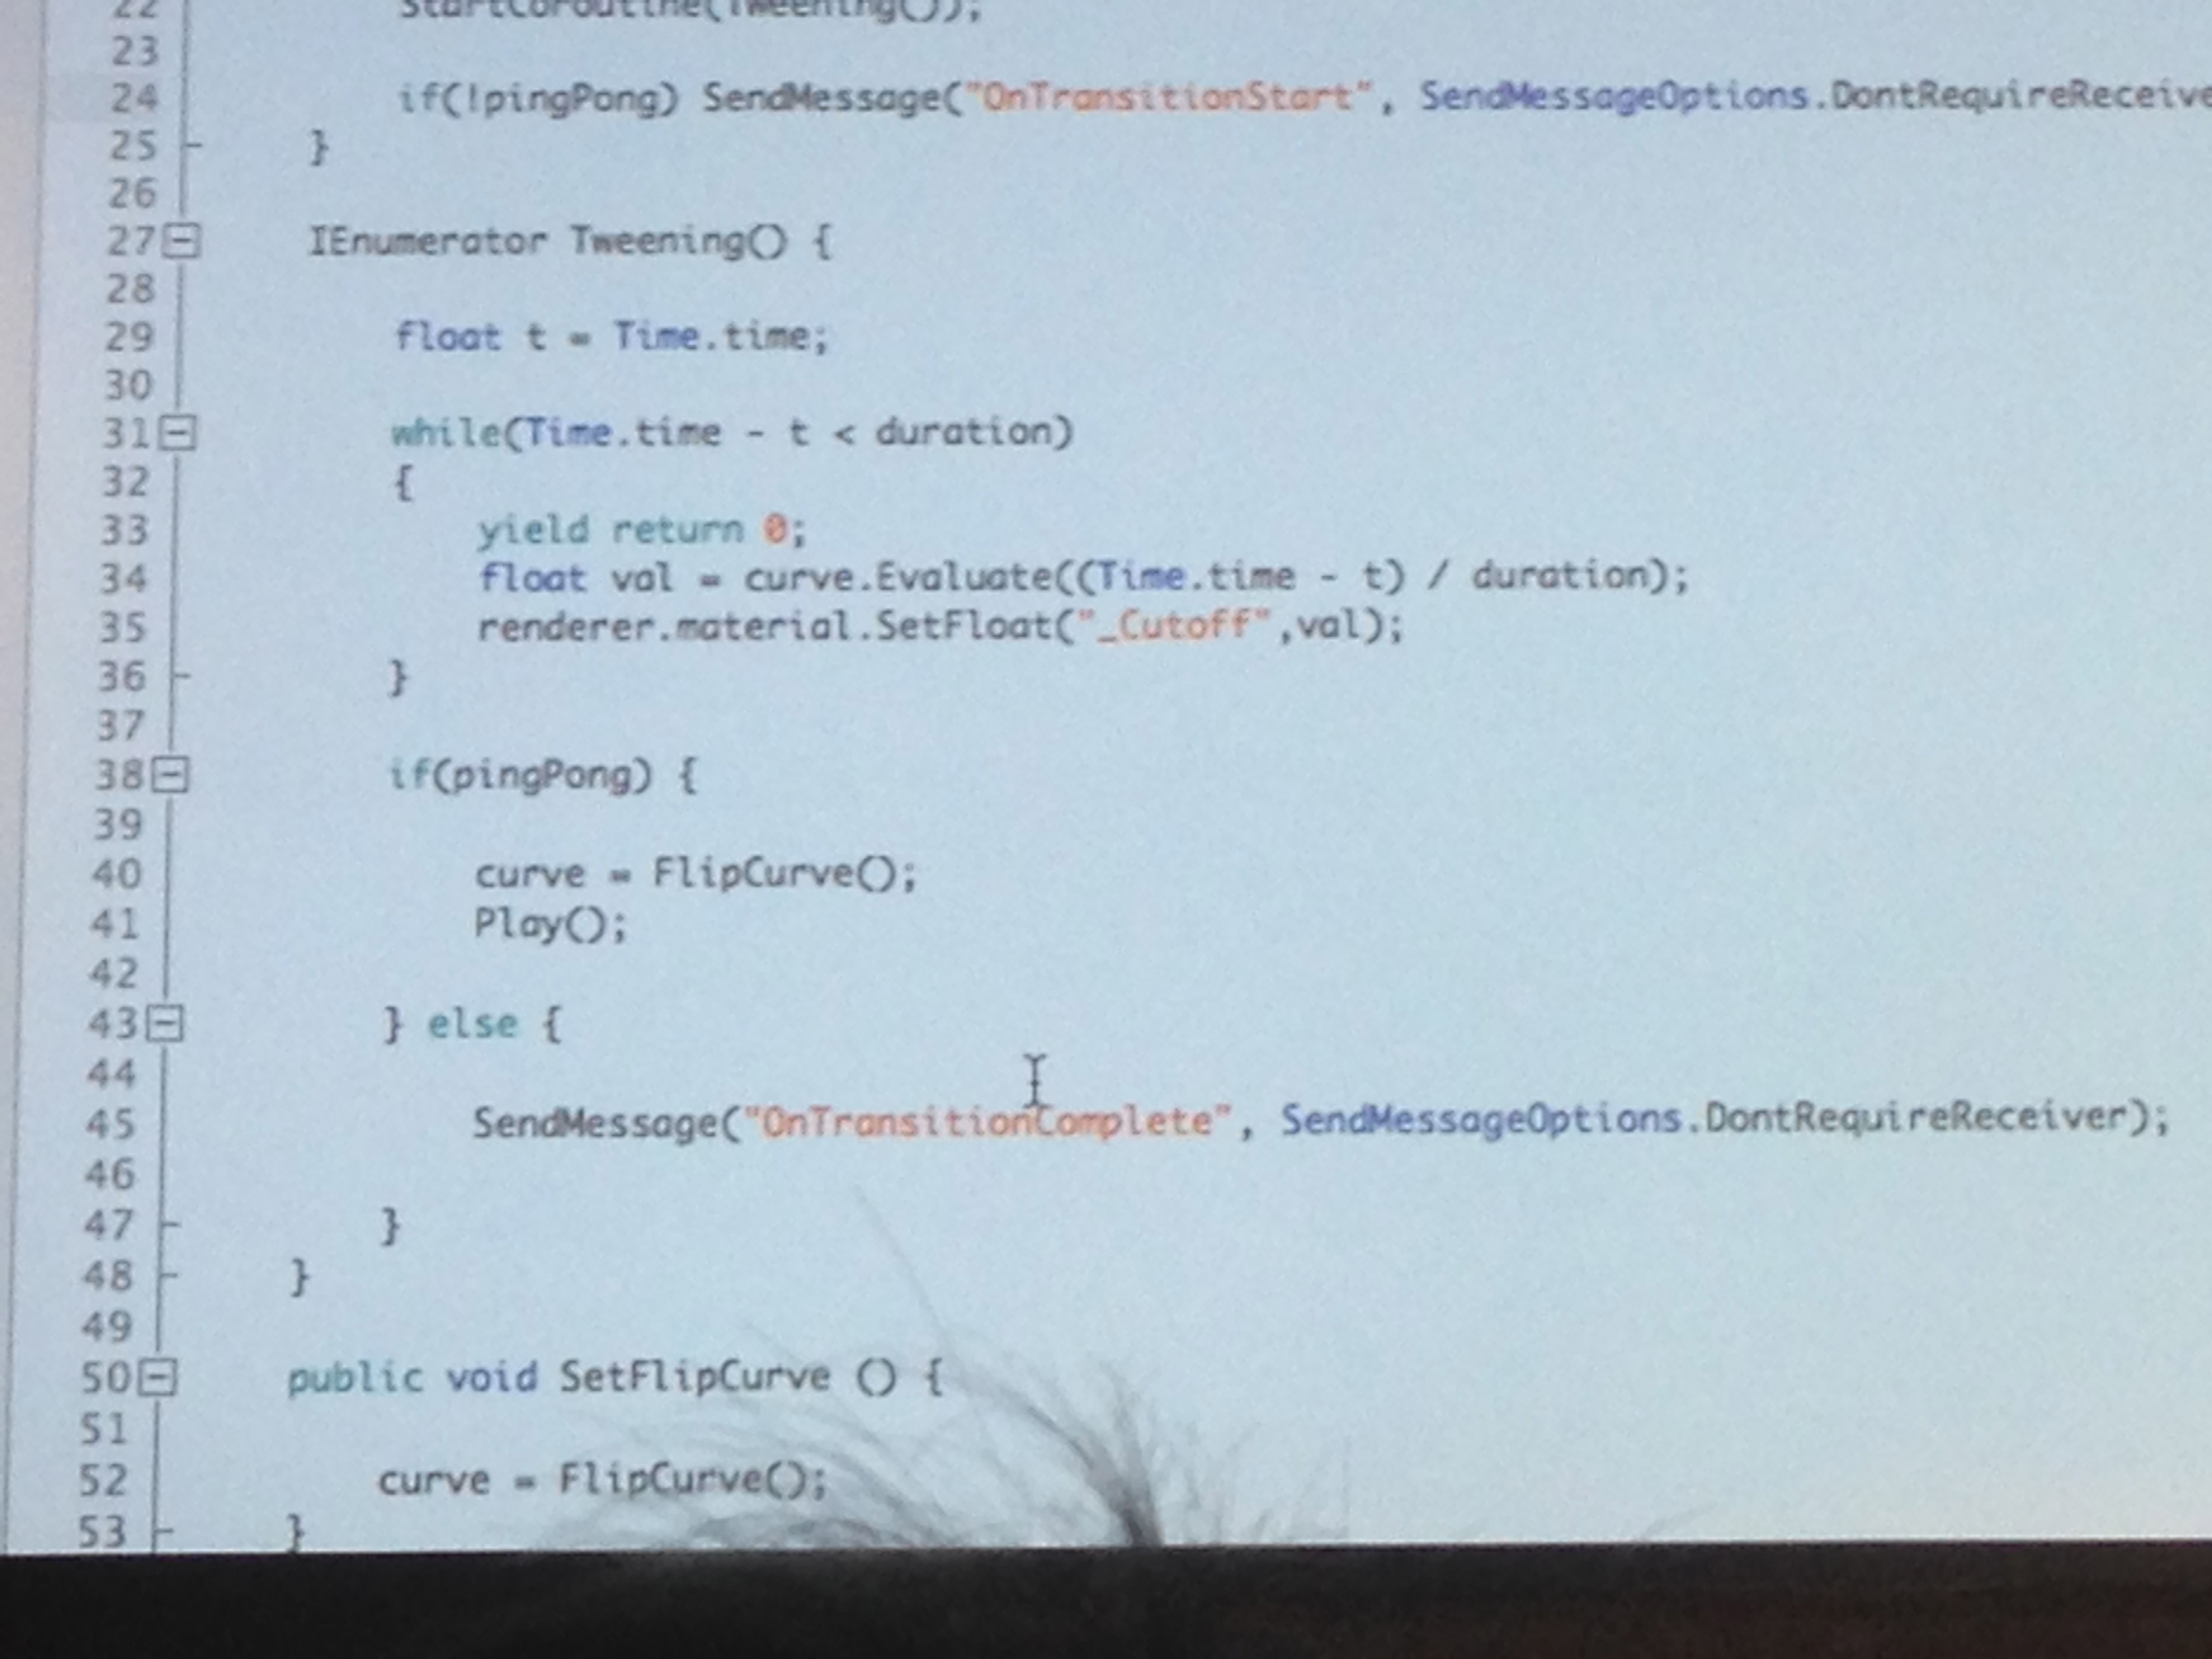 22 StartCoroutine(Tweening());
23
24 if(!pingPong) SendMessage("OnTransitionStart", SendMessageOptions.DontRequireReceive
25 }
26
27 IEnumerator Tweening() {
28
29 float t = Time.time;
30
31 while(Time.time - t < duration)
32 {
33 yield return 0;
34 float val = curve.Evaluate((Time.time - t) / duration);
35 renderer.material.SetFloat("_Cutoff",val);
36 }
37
38 if(pingPong) {
39
40 curve = FlipCurve();
41 Play();
42
43 } else {
44
45 SendMessage("OnTransitionComplete", SendMessageOptions.DontRequireReceiver);
46
47 }
48 }
49
50 public void SetFlipCurve () {
51
52 curve = FlipCurve();
53 }